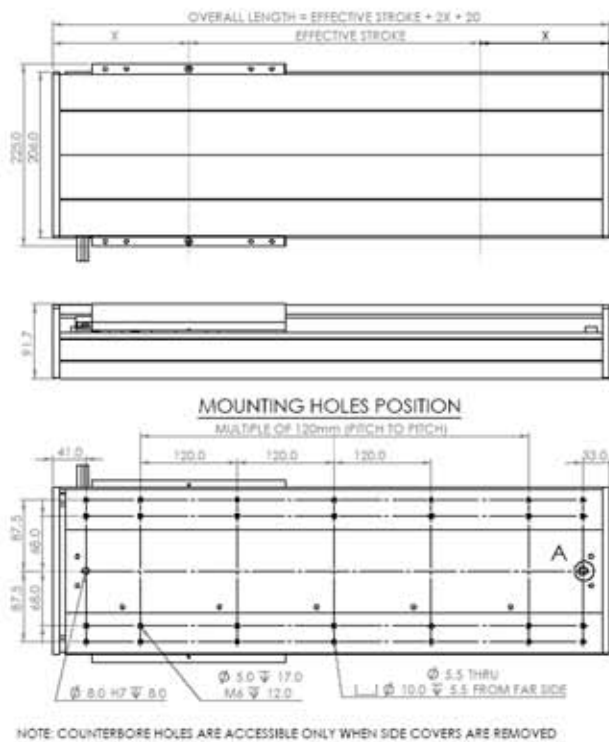 OVERALL LENGTH = EFFECTIVE STROKE + 2X + 20
X EFFECTIVE STROKE X
225.0
206.0
91.7
MOUNTING HOLES POSITION
MULTIPLE OF 120mm (PITCH TO PITCH)
41.0 120.0 120.0 120.0 33.0
87.5 68.0
A
87.5 68.0
Ø 5.0 ↧ 17.0 Ø 5.5 THRU
Ø 8.0 H7 ↧ 8.0 M6 ↧ 12.0 ⌴ Ø 10.0 ↧ 5.5 FROM FAR SIDE
NOTE: COUNTERBORE HOLES ARE ACCESSIBLE ONLY WHEN SIDE COVERS ARE REMOVED